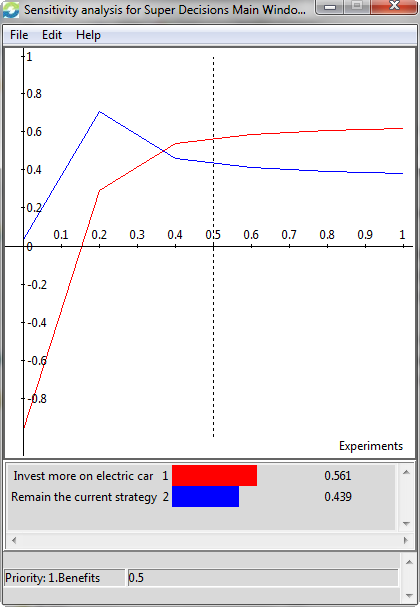 Sensitivity analysis for Super Decisions Main Windo...
File Edit Help
1
0.8
0.6
0.4
0.2
0.1 0.2 0.3 0.4 0.5 0.6 0.7 0.8 0.9 1
0
-0.2
-0.4
-0.6
-0.8
Experiments
Invest more on electric car 1 0.561
Remain the current strategy 2 0.439
Priority: 1.Benefits 0.5